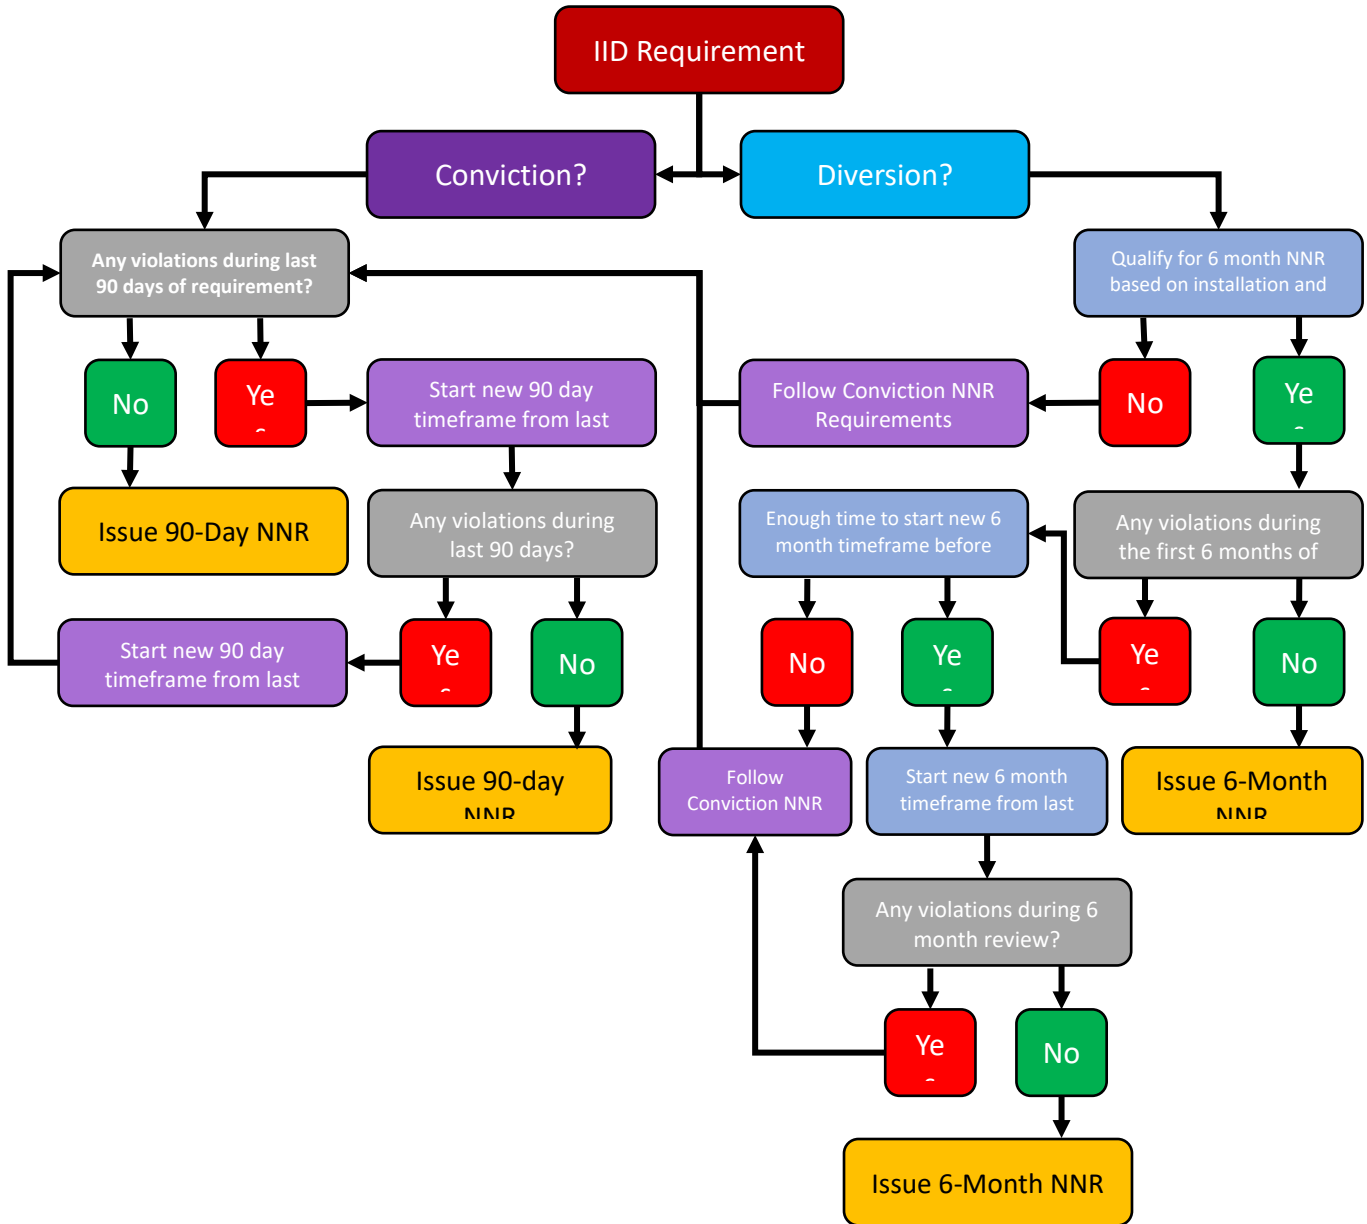 IID Requirement
Conviction?
Diversion?
Any violations during last
90 days of requirement?
Qualify for 6 month NNR
based on installation and
No
Ye
Start new 90 day
timeframe from last
Follow Conviction NNR
Requirements
No
Ye
Issue 90-Day NNR
Any violations during
last 90 days?
Enough time to start new 6
month timeframe before
Any violations during
the first 6 months of
Start new 90 day
timeframe from last
Ye
No
No
Ye
Ye
No
Issue 90-day
NNR
Follow
Conviction NNR
Start new 6 month
timeframe from last
Issue 6-Month
NNR
Any violations during 6
month review?
Ye
No
Issue 6-Month NNR